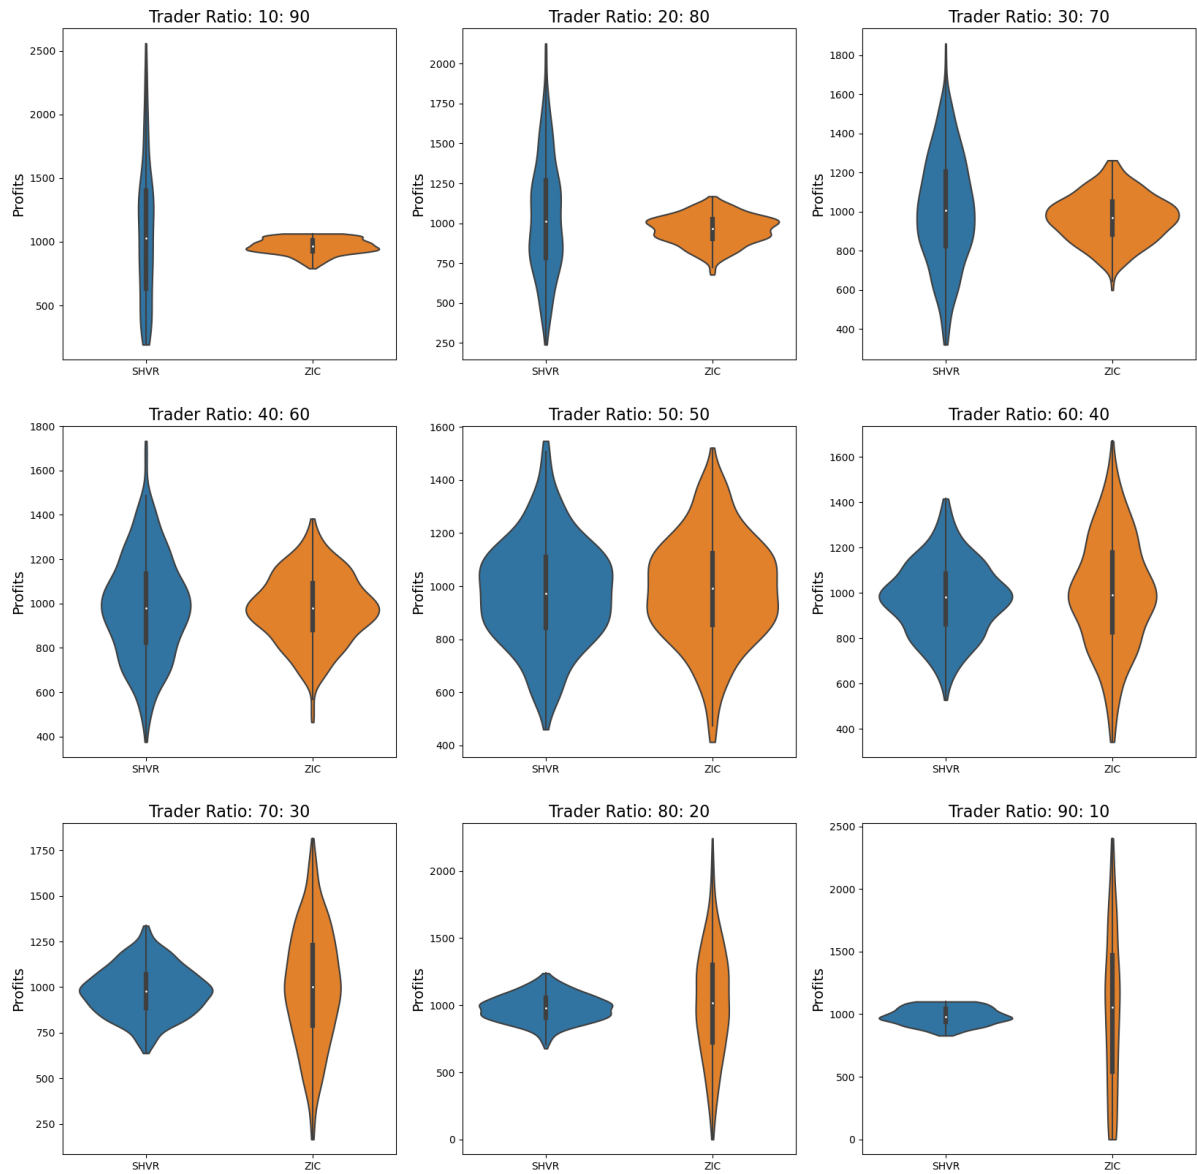 Trader Ratio: 10: 90
Profits
2500
2000
1500
1000
500
SHVR
ZIC
Trader Ratio: 20: 80
Profits
2000
1750
1500
1250
1000
750
500
250
SHVR
ZIC
Trader Ratio: 30: 70
Profits
1800
1600
1400
1200
1000
800
600
400
SHVR
ZIC
Trader Ratio: 40: 60
Profits
1800
1600
1400
1200
1000
800
600
400
SHVR
ZIC
Trader Ratio: 50: 50
Profits
1600
1400
1200
1000
800
600
400
SHVR
ZIC
Trader Ratio: 60: 40
Profits
1600
1400
1200
1000
800
600
400
SHVR
ZIC
Trader Ratio: 70: 30
Profits
1750
1500
1250
1000
750
500
250
SHVR
ZIC
Trader Ratio: 80: 20
Profits
2000
1500
1000
500
0
SHVR
ZIC
Trader Ratio: 90: 10
Profits
2500
2000
1500
1000
500
0
SHVR
ZIC